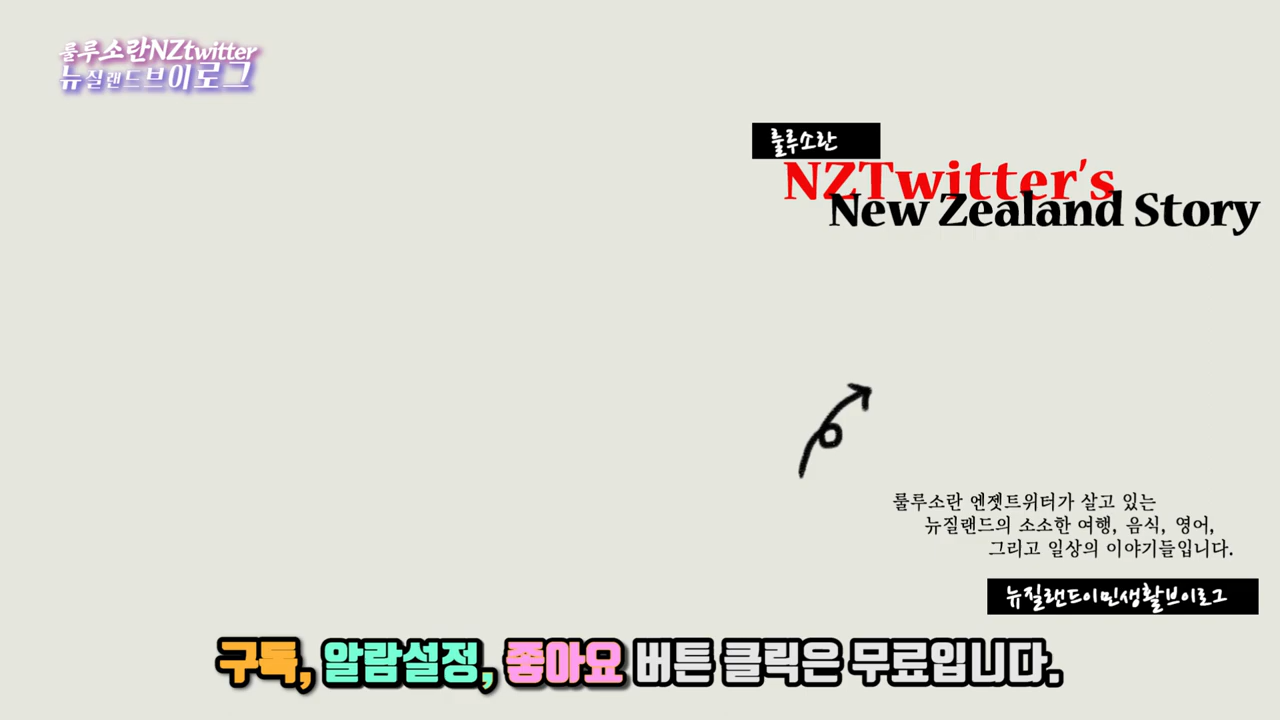 룰루소란NZtwitter
뉴질랜드브이로그
룰루소란
NZTwitter's
New Zealand Story
룰루소란 엔젯트위터가 살고 있는
뉴질랜드의 소소한 여행, 음식, 영어,
그리고 일상의 이야기들입니다.
뉴질랜드이민생활브이로그
구독, 알람설정, 좋아요 버튼 클릭은 무료입니다.